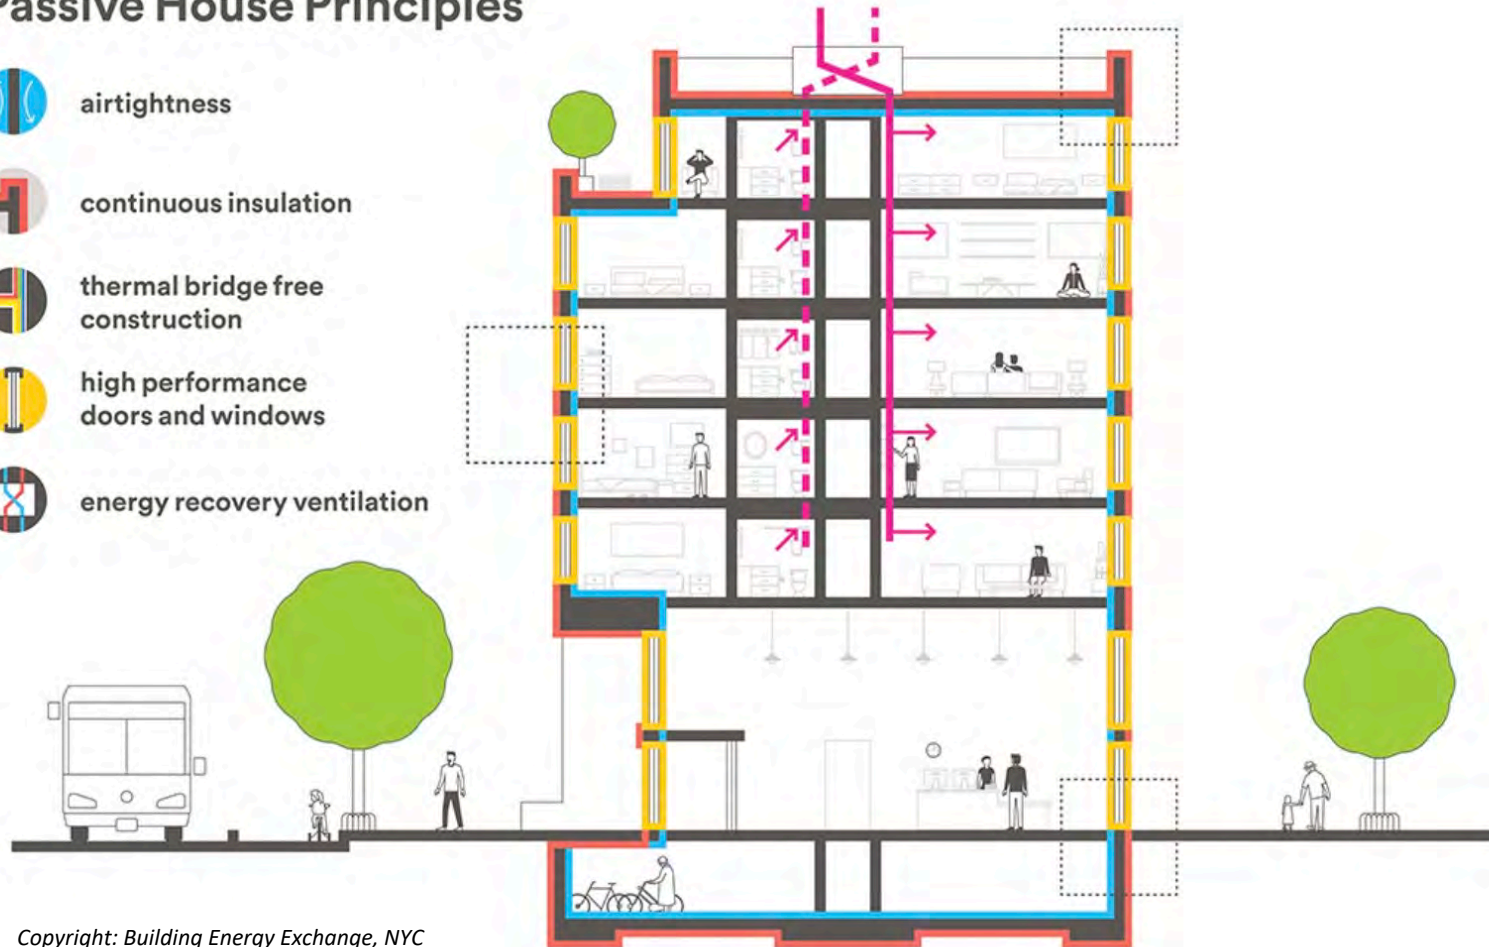 Passive House Principles
airtightness
continuous insulation
thermal bridge free
construction
high performance
doors and windows
energy recovery ventilation
Copyright: Building Energy Exchange, NYC